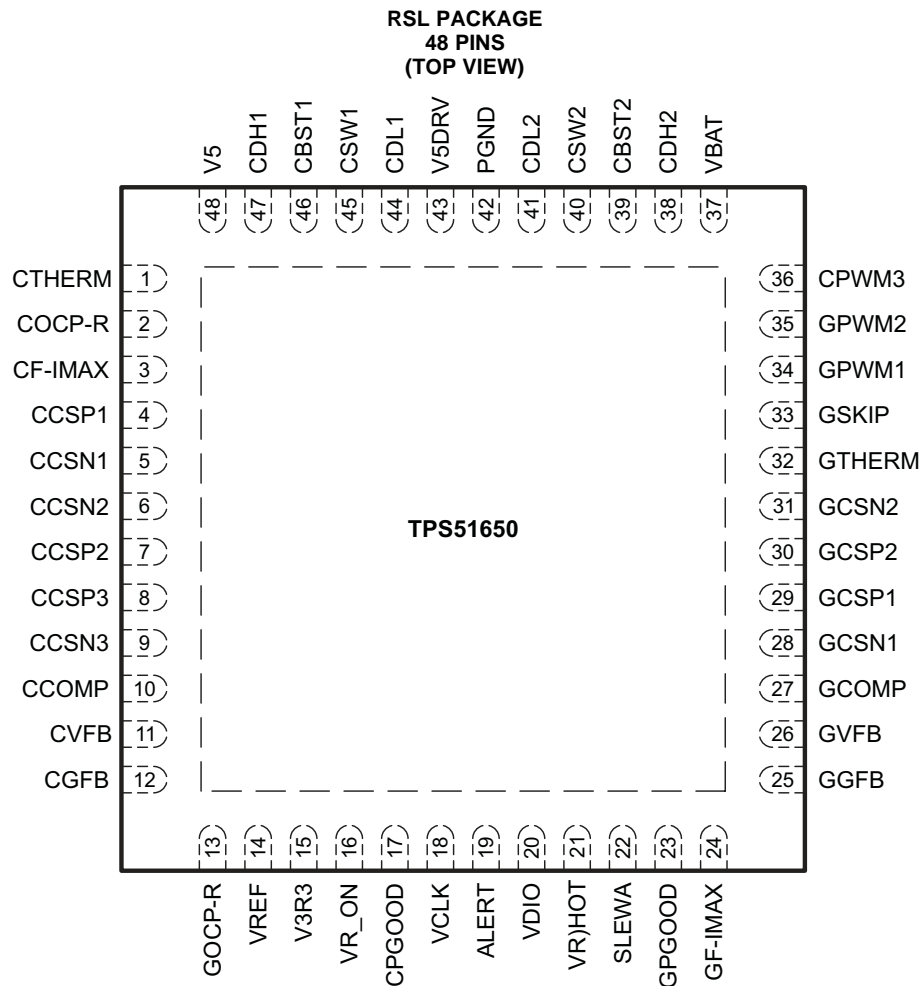 RSL PACKAGE
48 PINS
(TOP VIEW)
V5 CDH1 CBST1 CSW1 CDL1 V5DRV PGND CDL2 CSW2 CBST2 CDH2 VBAT
48 47 46 45 44 43 42 41 40 39 38 37
CTHERM 1 36 CPWM3
COCP-R 2 35 GPWM2
CF-IMAX 3 34 GPWM1
CCSP1 4 33 GSKIP
CCSN1 5 32 GTHERM
CCSN2 6 31 GCSN2
TPS51650
CCSP2 7 30 GCSP2
CCSP3 8 29 GCSP1
CCSN3 9 28 GCSN1
CCOMP 10 27 GCOMP
CVFB 11 26 GVFB
CGFB 12 25 GGFB
13 14 15 16 17 18 19 20 21 22 23 24
GOCP-R VREF V3R3 VR_ON CPGOOD VCLK ALERT VDIO VR)HOT SLEWA GPGOOD GF-IMAX